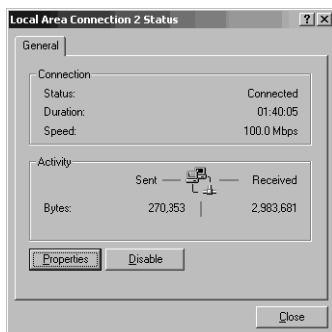 Local Area Connection 2 Status
General
Connection
Status: Connected
Duration: 01:40:05
Speed: 100.0 Mbps
Activity
Sent Received
Bytes: 270,353 2,983,681
Properties Disable
Close